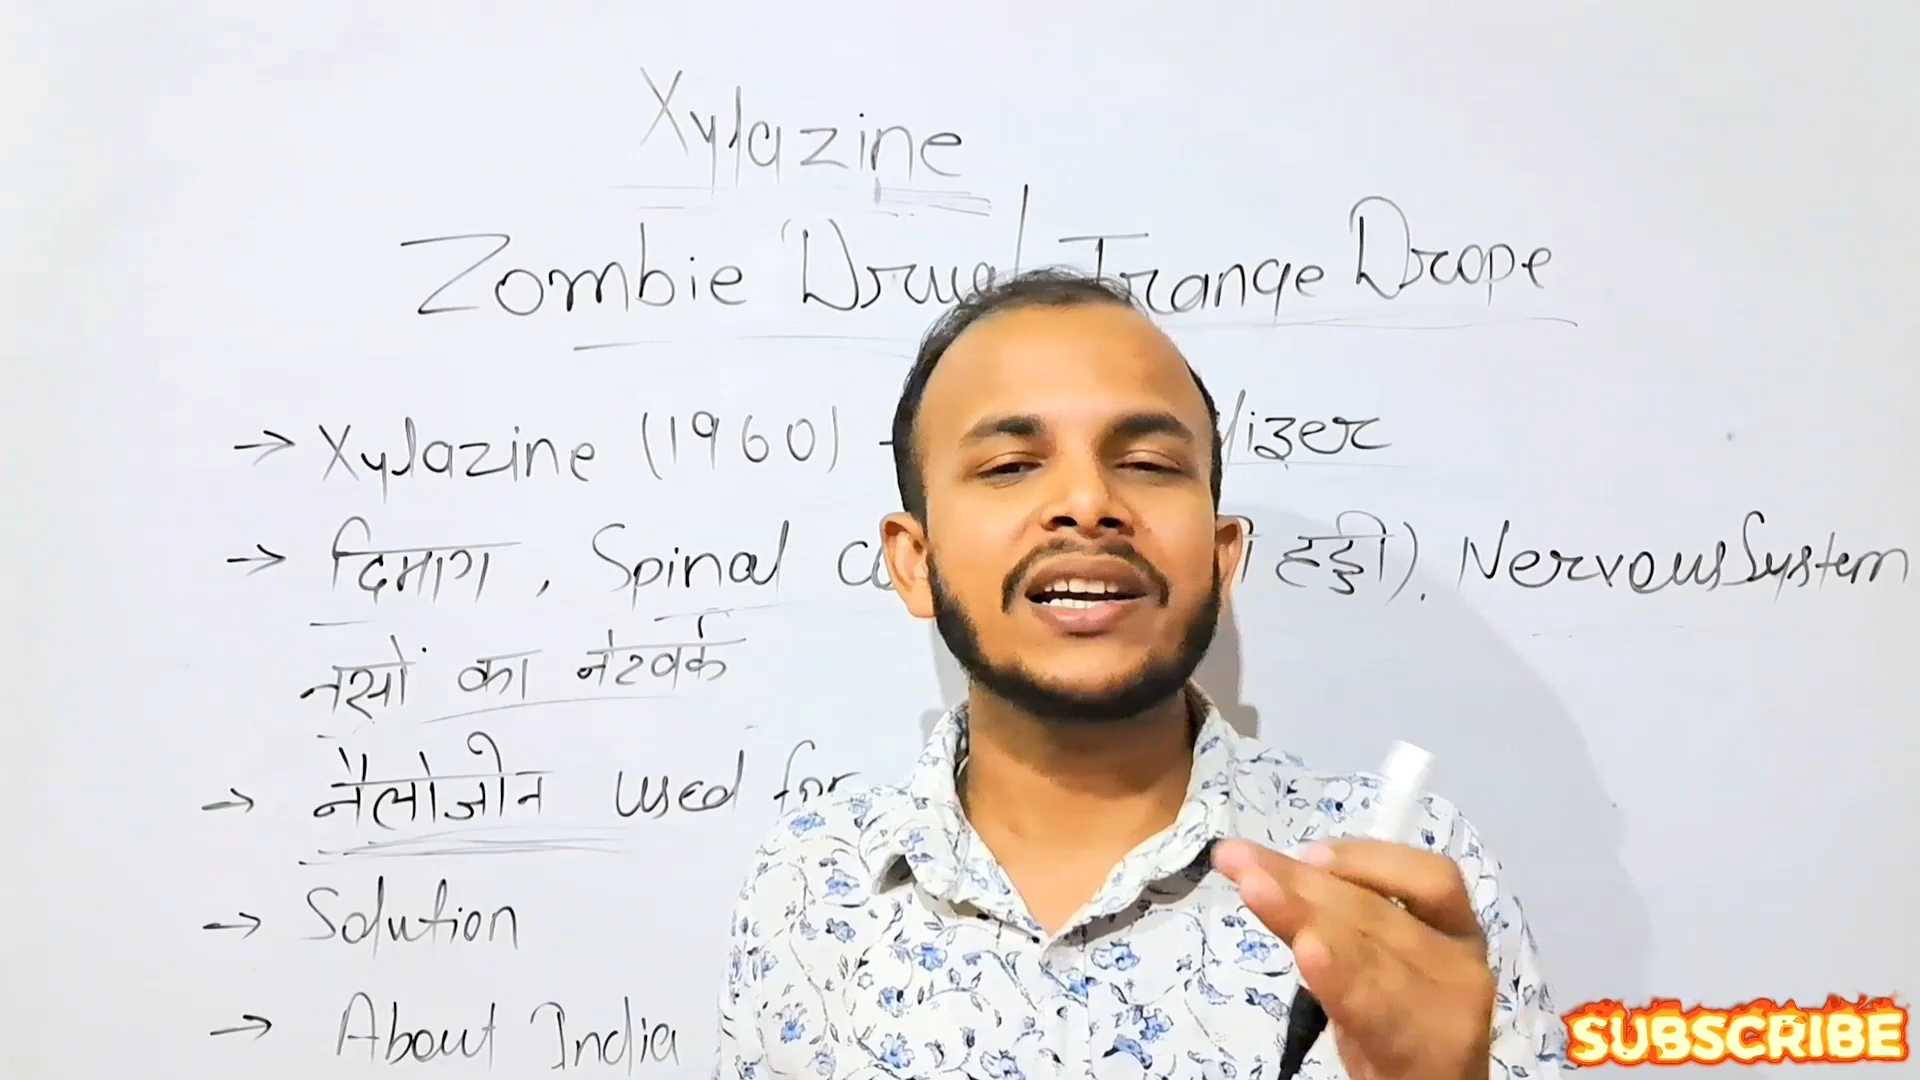 Xylazine
Zombie Drug Trange Drope
→ Xylazine (1960) - lizer
→ दिमाग, Spinal co ी हड्डी). Nervous System
नसों का नेटवर्क
→ नैलोजोन used for
→ Solution
→ About India
SUBSCRIBE